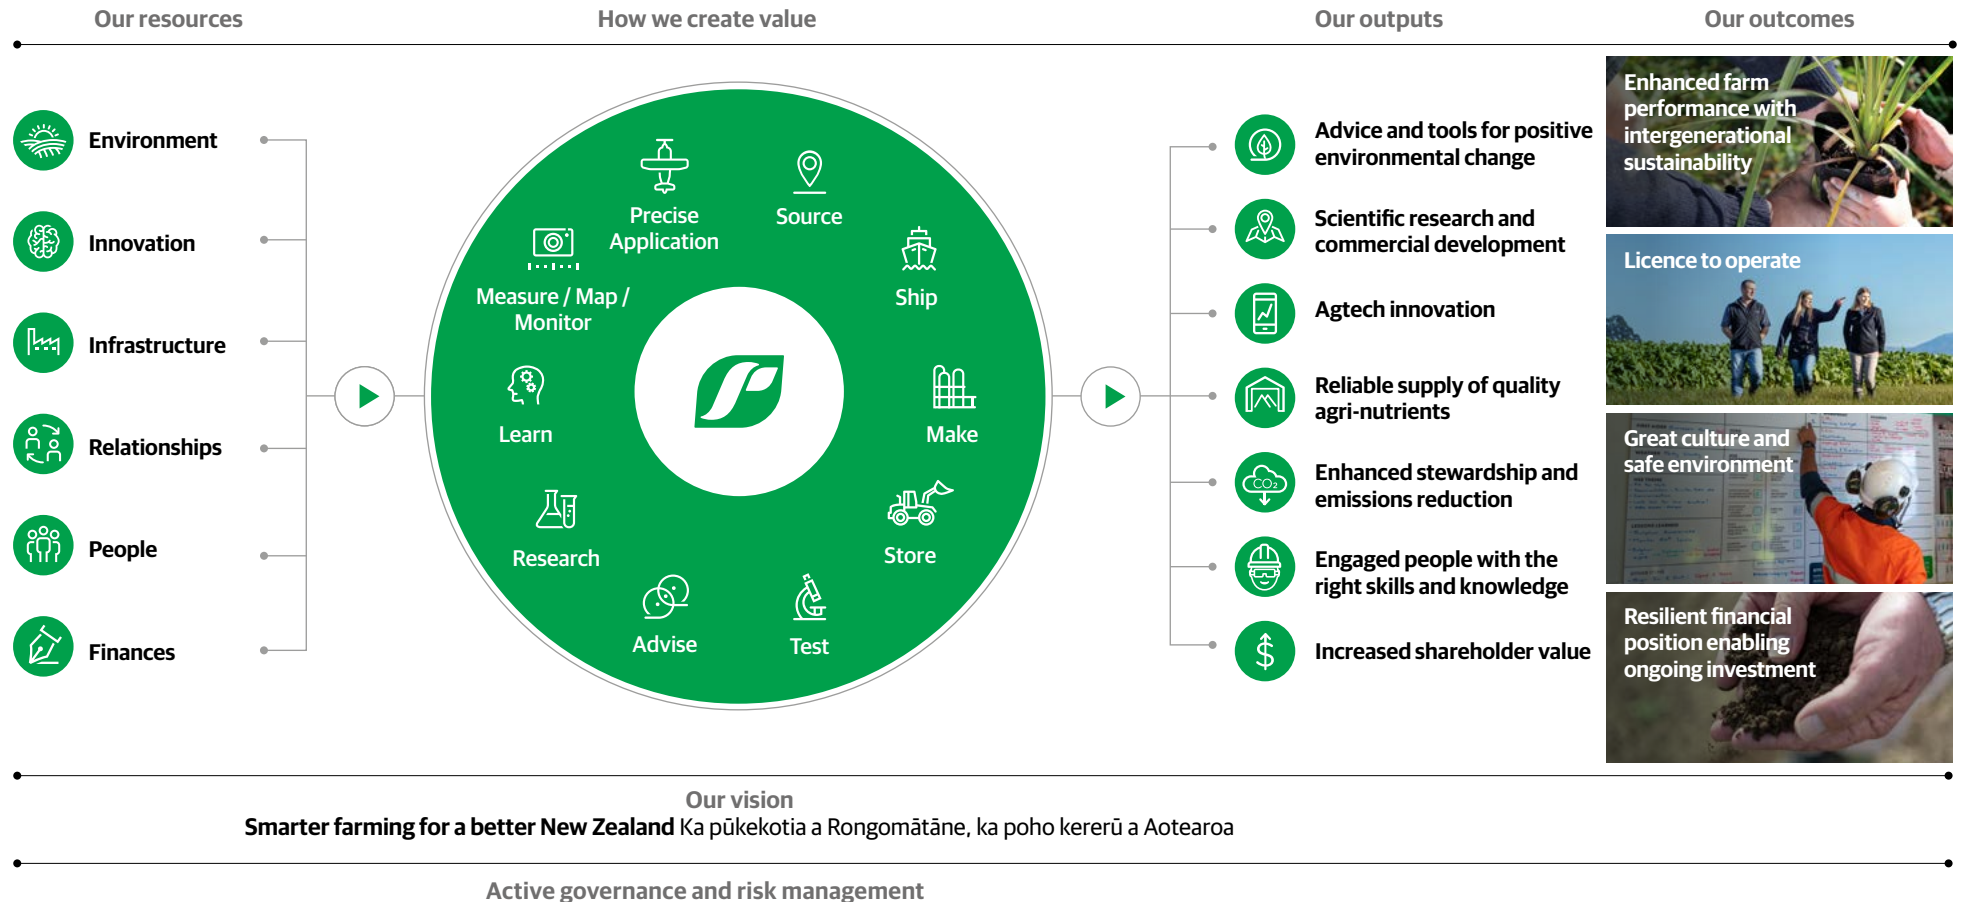 Our resources
How we create value
Our outputs
Our outcomes
Environment
Innovation
Infrastructure
Relationships
People
Finances
Precise
Application
Source
Ship
Make
Store
Test
Advise
Research
Learn
Measure / Map /
Monitor
Advice and tools for positive
environmental change
Scientific research and
commercial development
Agtech innovation
Reliable supply of quality
agri-nutrients
CO₂
Enhanced stewardship and
emissions reduction
Engaged people with the
right skills and knowledge
$
Increased shareholder value
Enhanced farm
performance with
intergenerational
sustainability
Licence to operate
Great culture and
safe environment
Resilient financial
position enabling
ongoing investment
Our vision
Smarter farming for a better New Zealand Ka pūkekotia a Rongomātāne, ka poho kererū a Aotearoa
Active governance and risk management